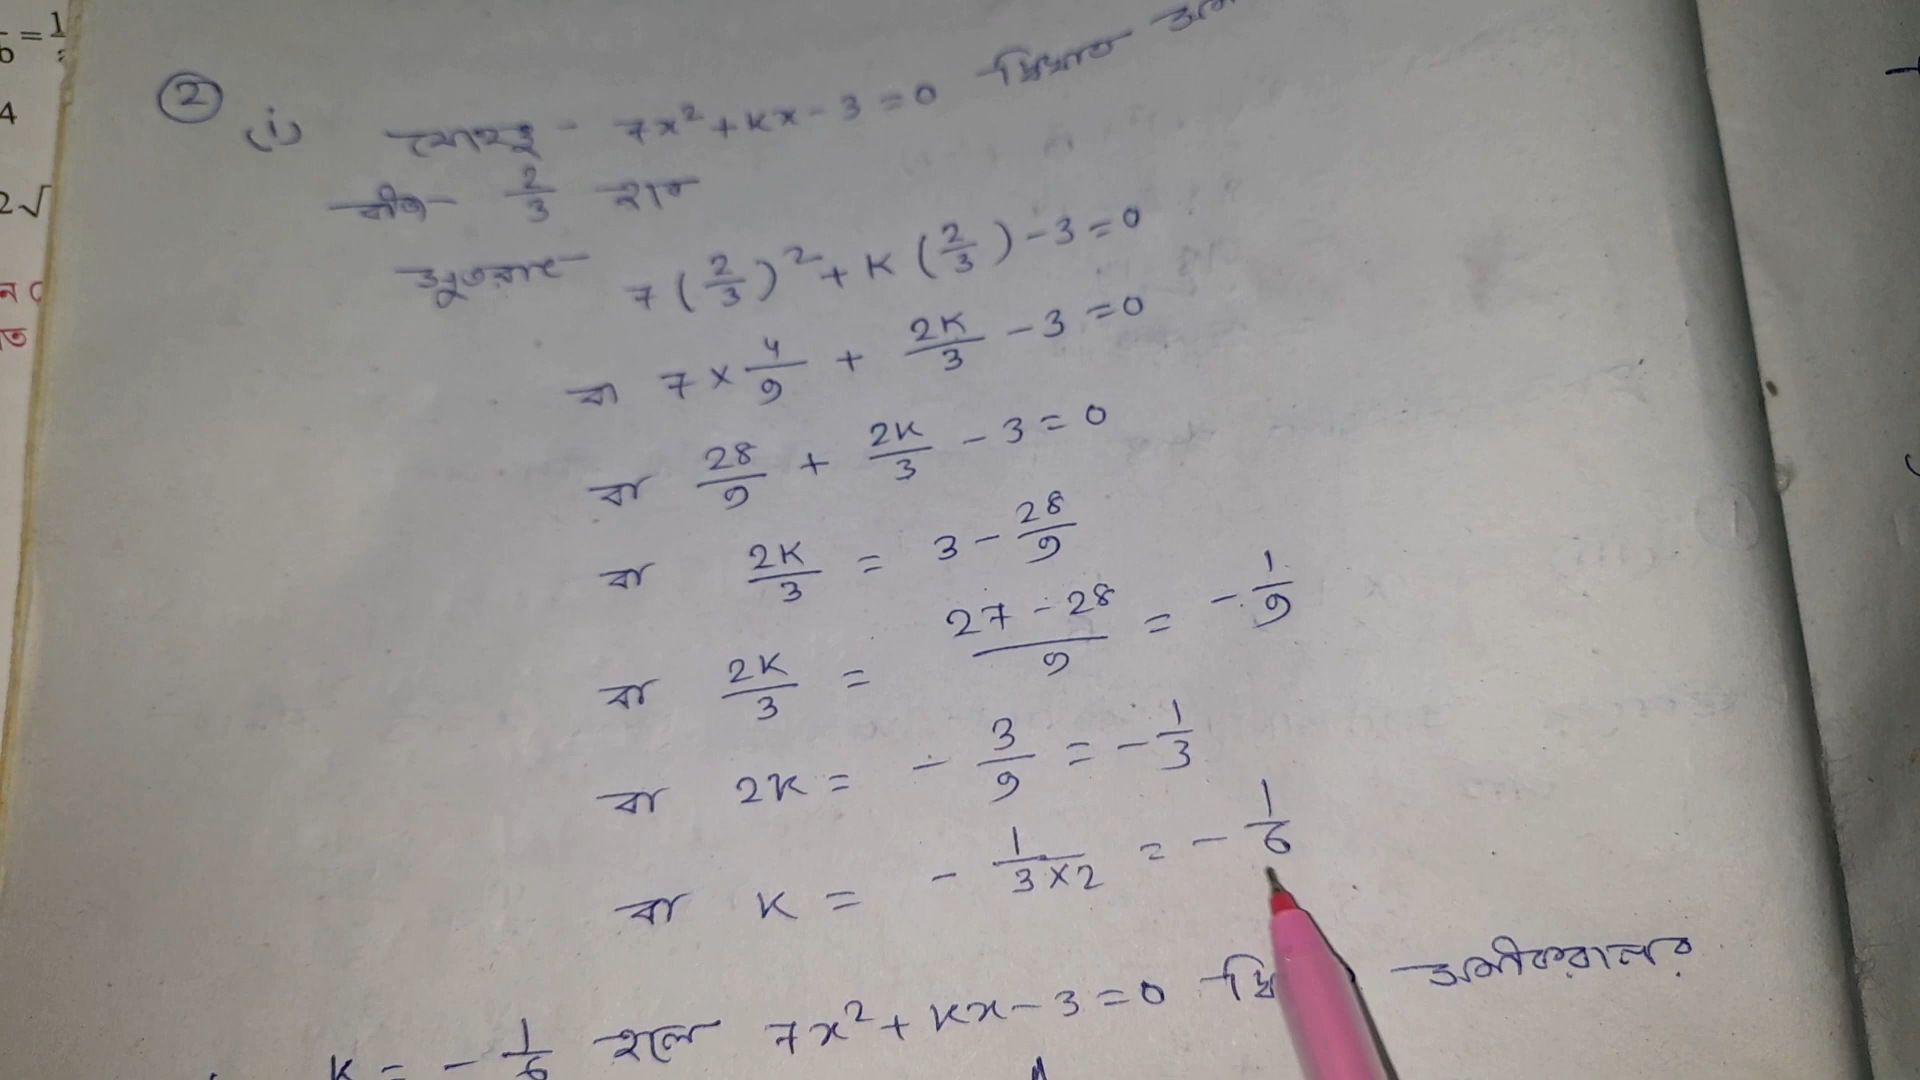 ② (i) যেহেতু 7x² + Kx - 3 = 0 দ্বিঘাত
বীজ 2/3 হবে
সুতরাং 7(2/3)² + K(2/3) - 3 = 0
বা 7 × 4/9 + 2K/3 - 3 = 0
বা 28/9 + 2K/3 - 3 = 0
বা 2K/3 = 3 - 28/9
বা 2K/3 = 27 - 28/9 = - 1/9
বা 2K = - 3/9 = - 1/3
বা K = - 1/3×2 = - 1/6
K = - 1/6 হলে 7x² + Kx - 3 = 0 সমীকরণের